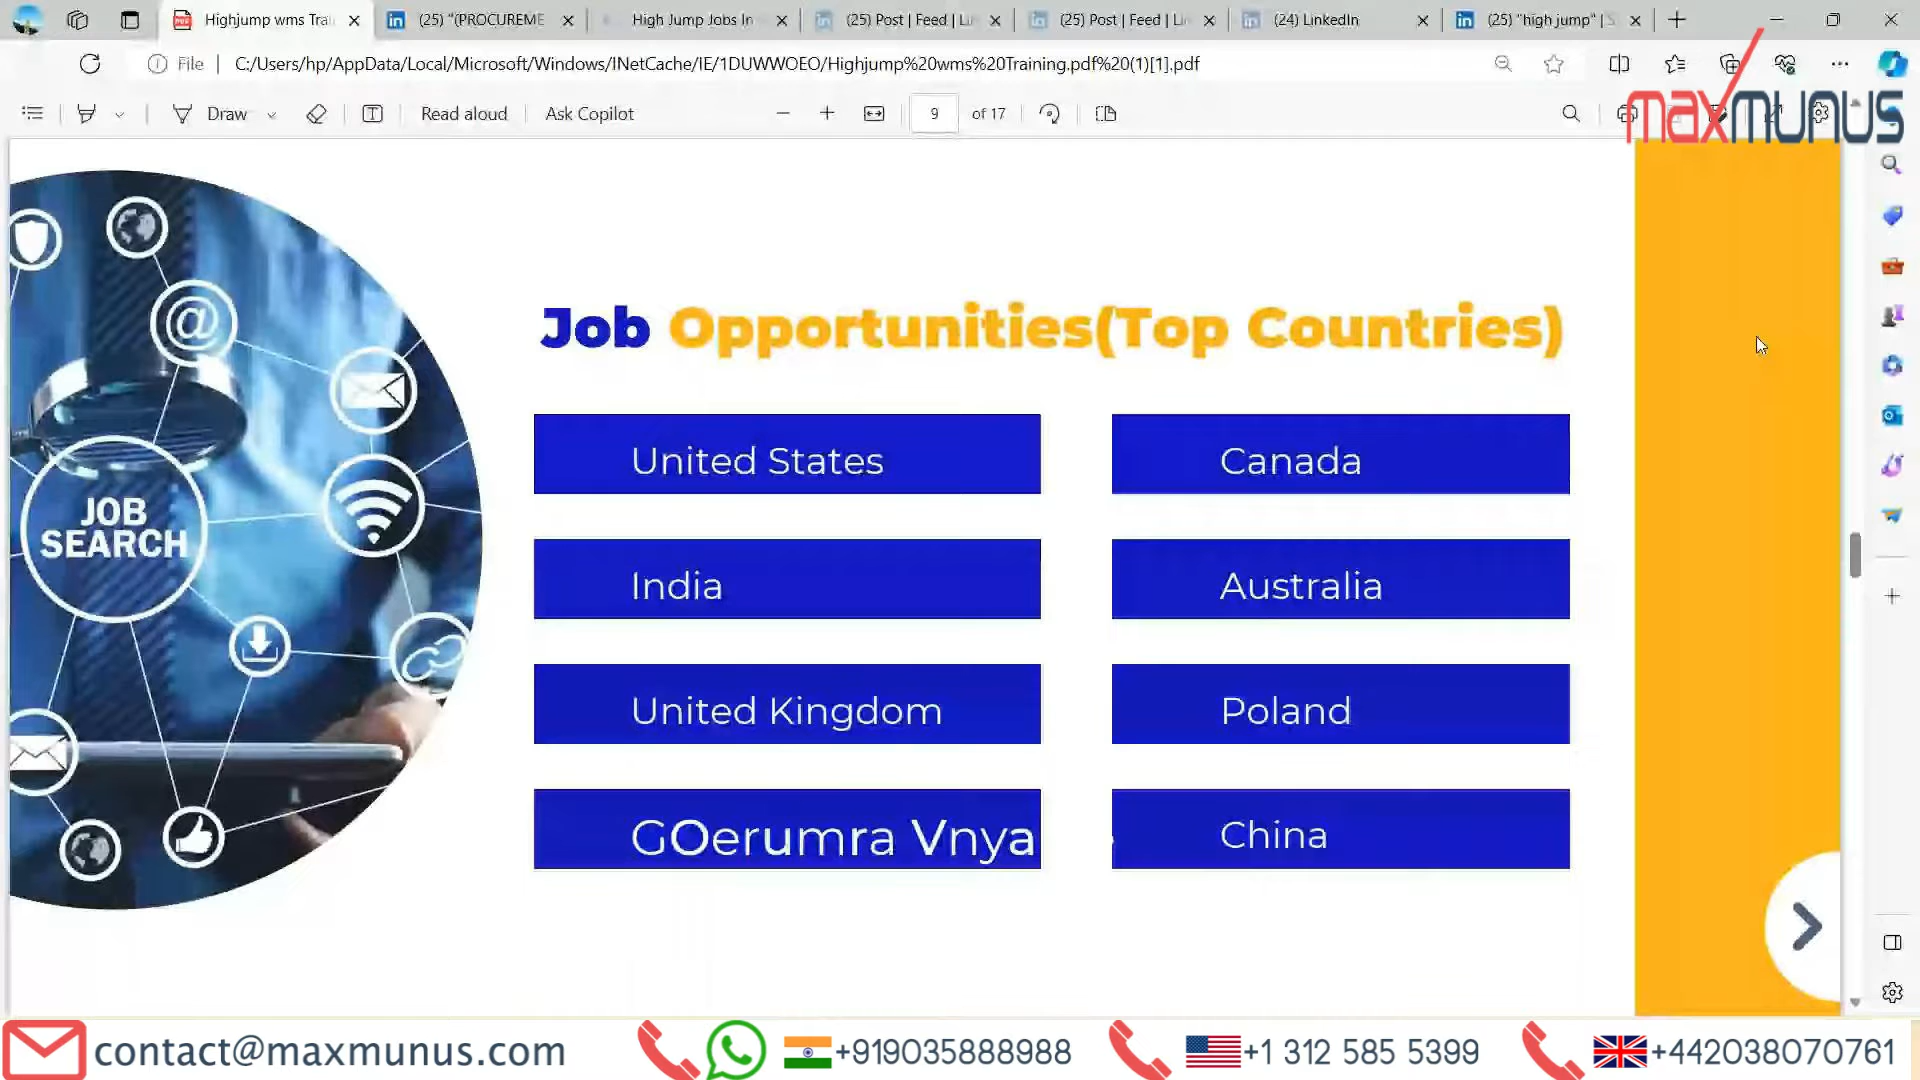 Highjump wms Trai
(25) "(PROCUREME
High Jump Jobs In
(25) Post | Feed | Li
(25) Post | Feed | Li
(24) LinkedIn
(25) "high jump" | S
File
C:/Users/hp/AppData/Local/Microsoft/Windows/INetCache/IE/1DUWWOEO/Highjump%20wms%20Training.pdf%20(1)[1].pdf
Draw
Read aloud
Ask Copilot
9 of 17
maxmunus
Job Opportunities(Top Countries)
United States
Canada
India
Australia
JOB
SEARCH
United Kingdom
Poland
China
contact@maxmunus.com
+919035888988
+1 312 585 5399
+442038070761